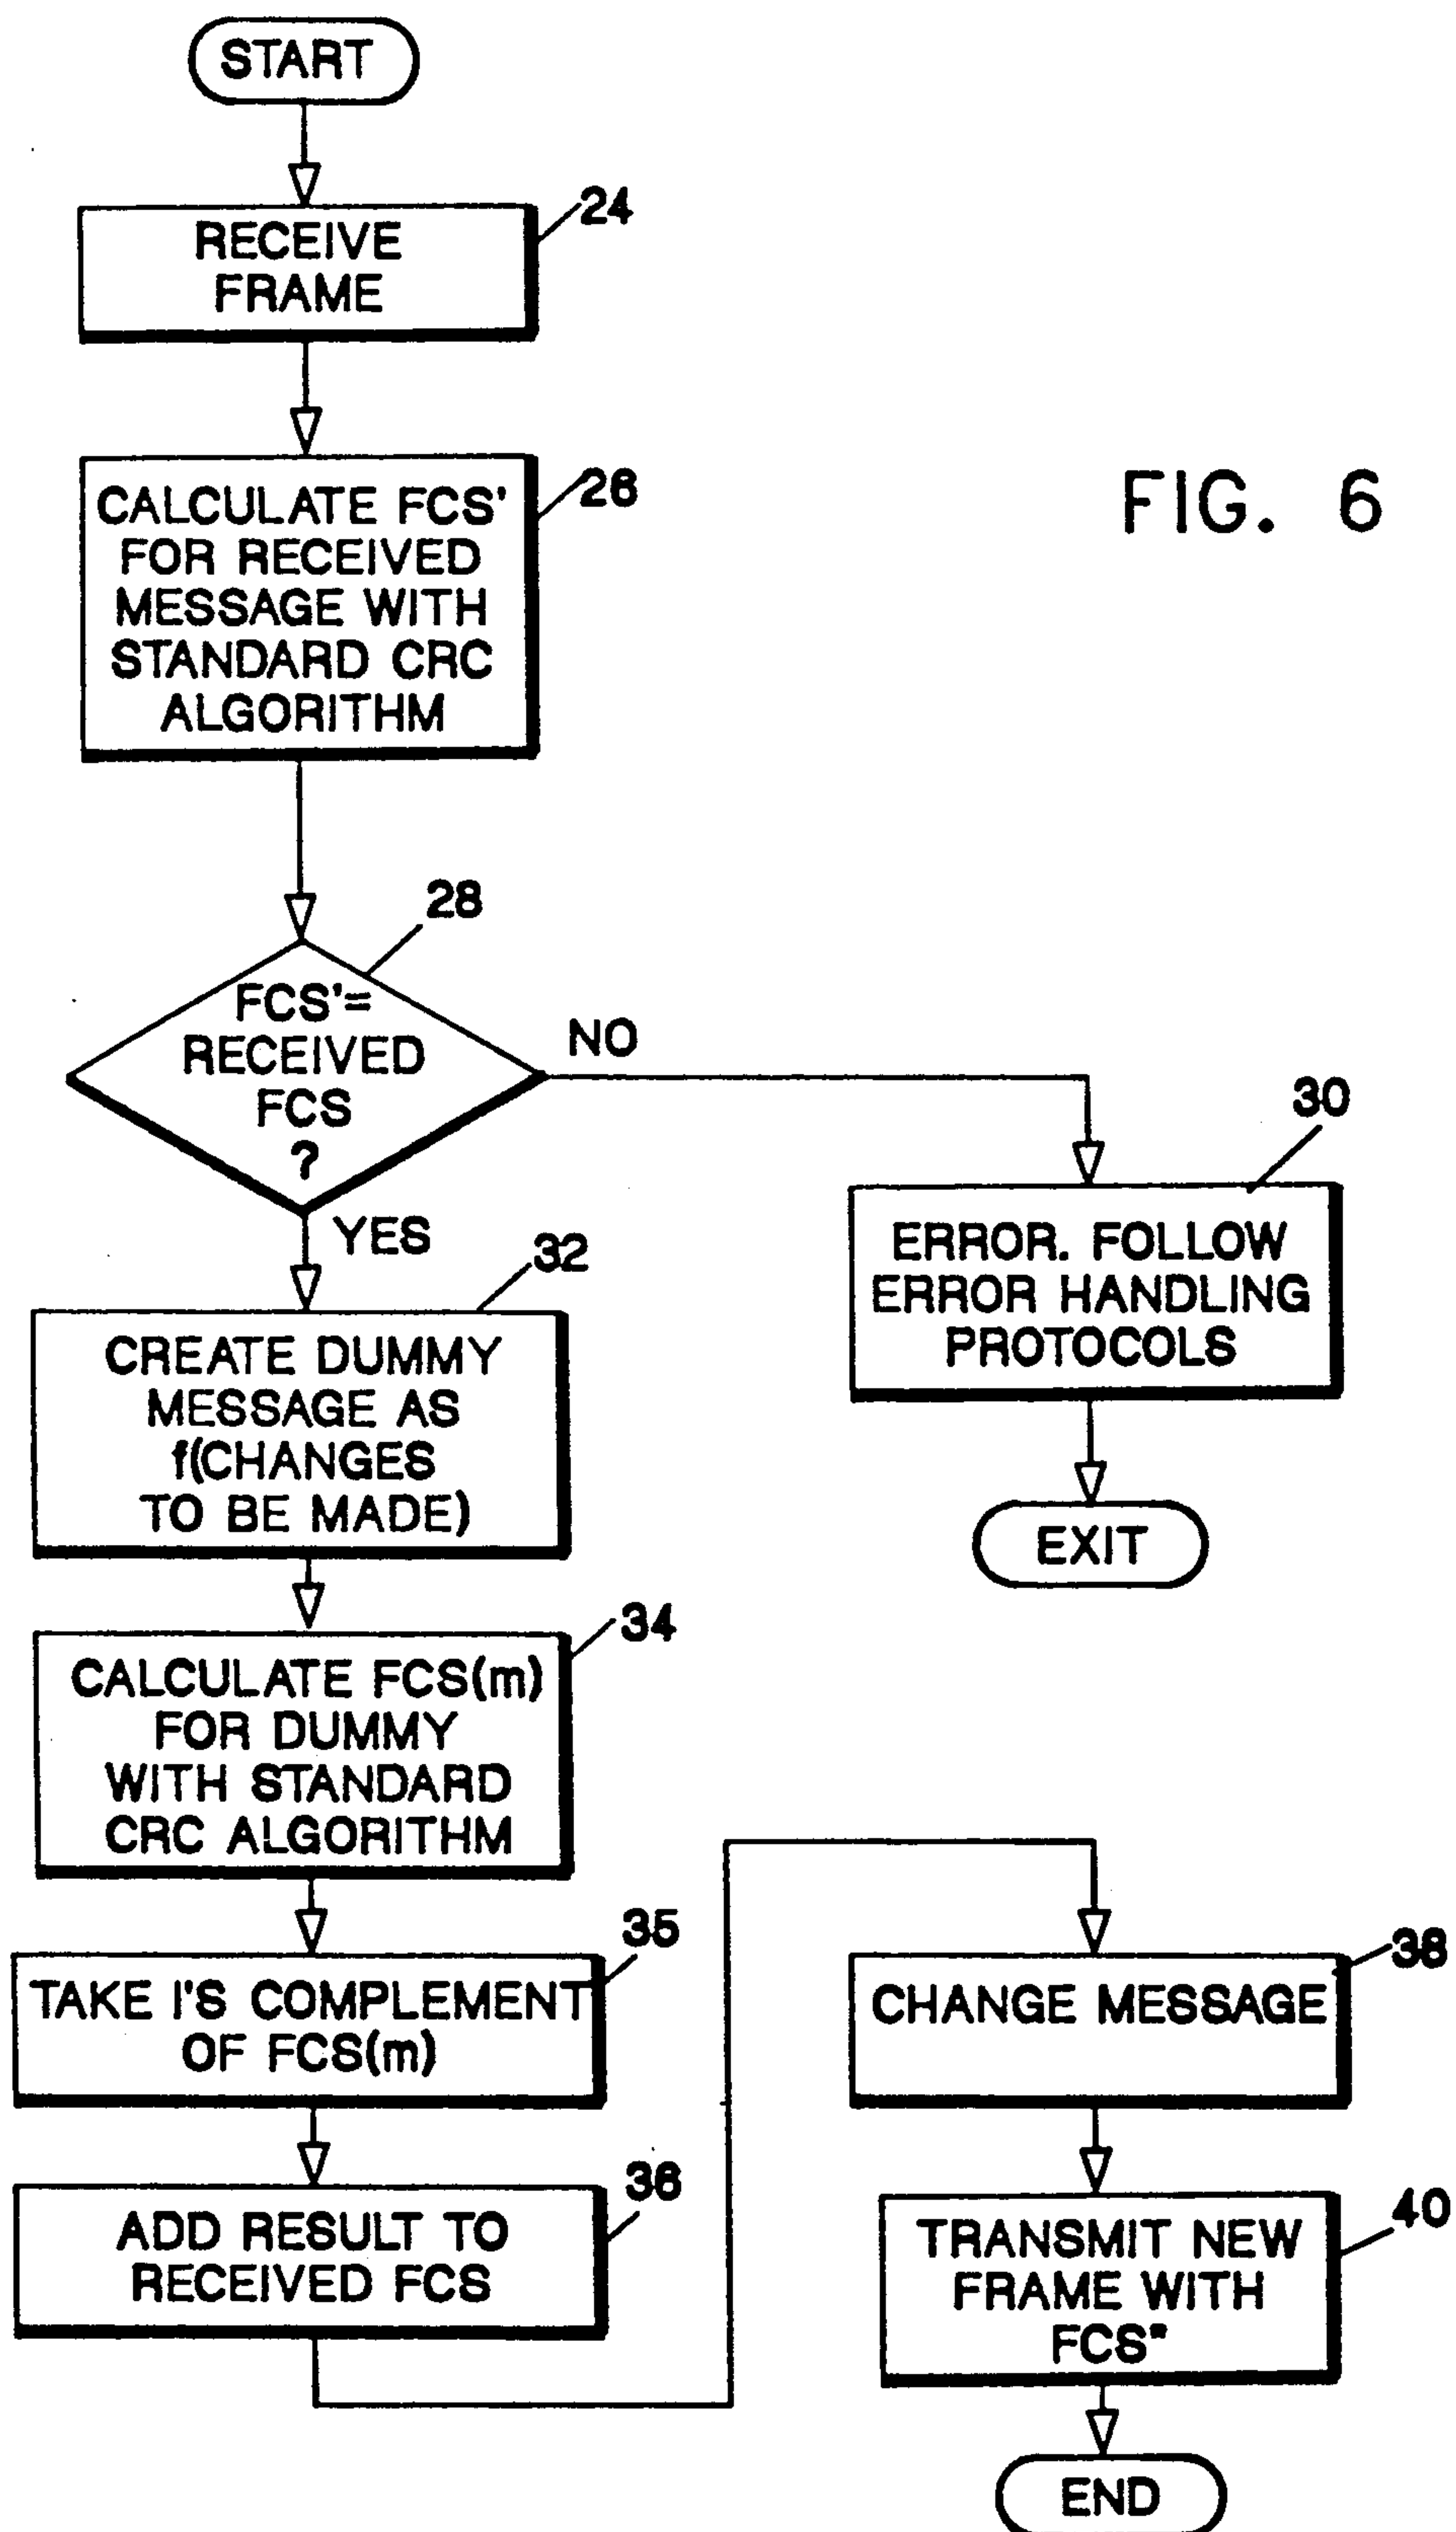 START
24
RECEIVE
FRAME
26
CALCULATE FCS'
FOR RECEIVED
MESSAGE WITH
STANDARD CRC
ALGORITHM
FIG. 6
28
FCS'=
RECEIVED
FCS
?
NO
YES
30
ERROR. FOLLOW
ERROR HANDLING
PROTOCOLS
EXIT
32
CREATE DUMMY
MESSAGE AS
f(CHANGES
TO BE MADE)
34
CALCULATE FCS(m)
FOR DUMMY
WITH STANDARD
CRC ALGORITHM
35
TAKE I'S COMPLEMENT
OF FCS(m)
36
ADD RESULT TO
RECEIVED FCS
38
CHANGE MESSAGE
40
TRANSMIT NEW
FRAME WITH
FCS"
END